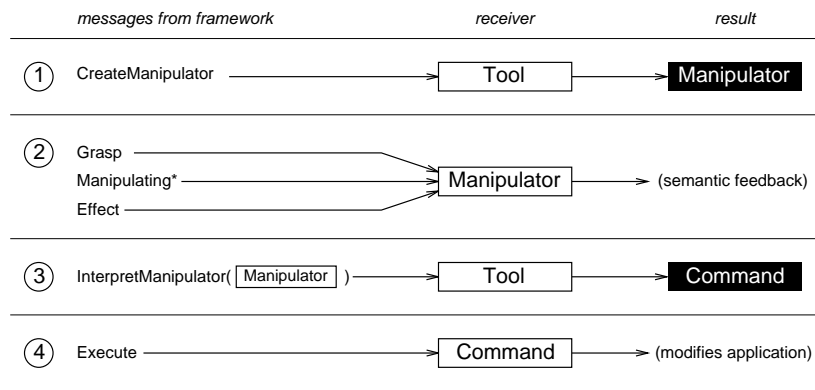 messages from framework receiver result
1 CreateManipulator Tool Manipulator
2 Grasp
Manipulating* Manipulator (semantic feedback)
Effect
3 InterpretManipulator( Manipulator ) Tool Command
4 Execute Command (modifies application)